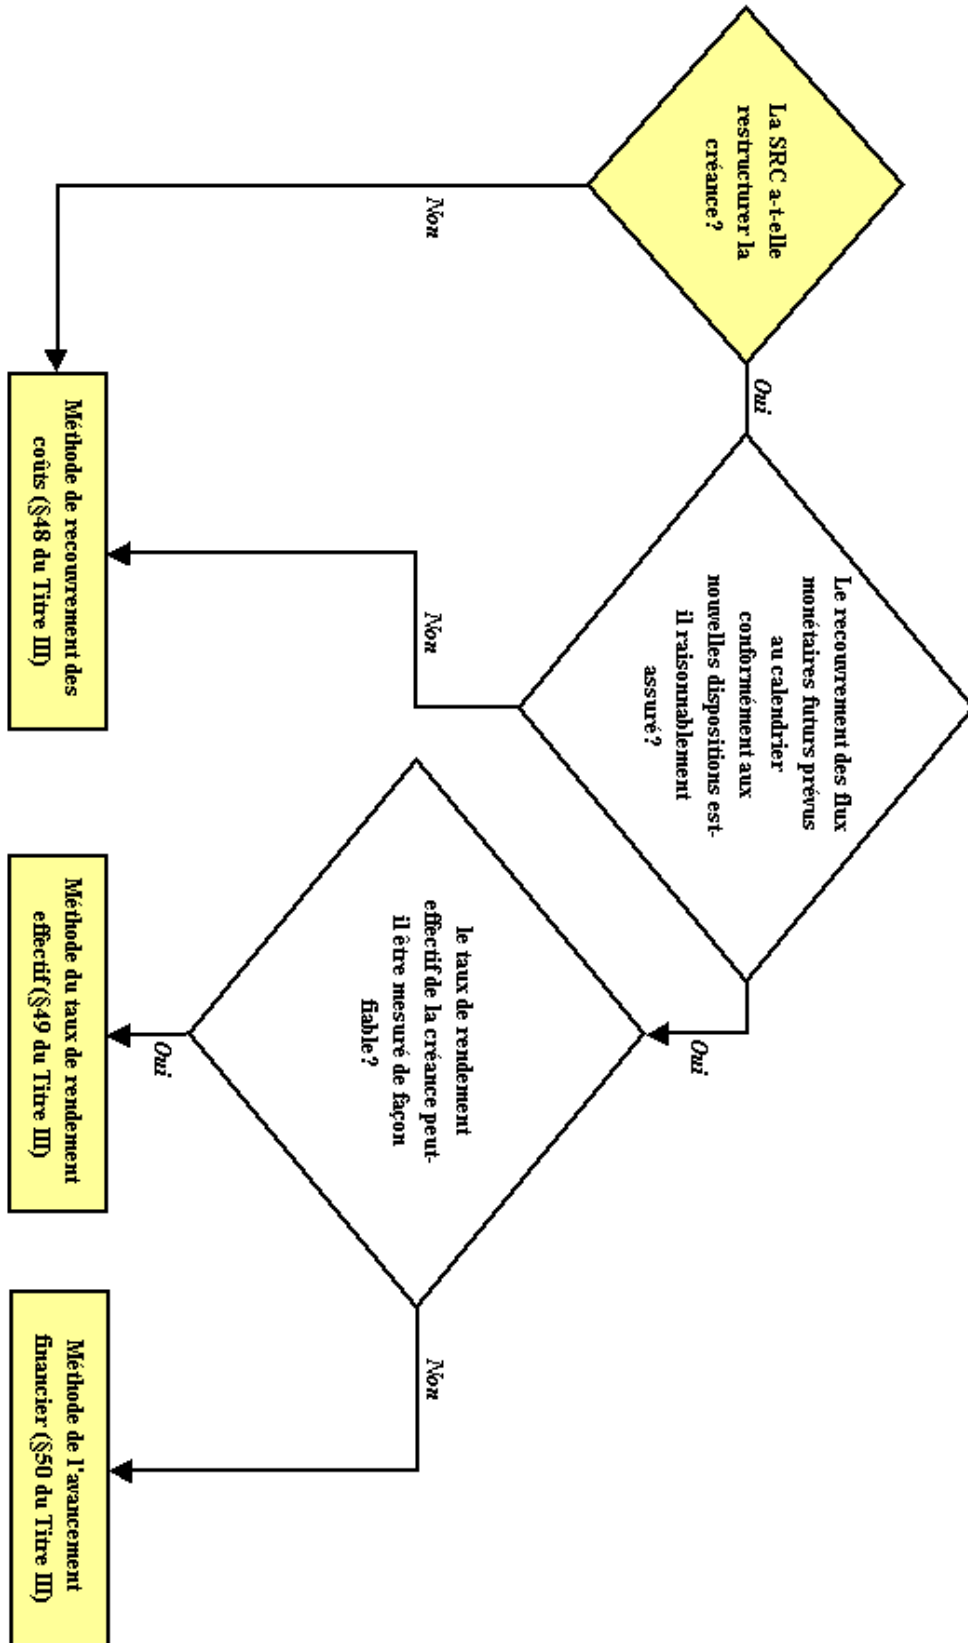 La SRC a-t-elle
restructurer la
créance?
Oui
Non
Le recouvrement des flux
monétaires futurs prévus
au calendrier
conformément aux
nouvelles dispositions est-
il raisonnablement
assuré?
Oui
Non
le taux de rendement
effectif de la créance peut-
il être mesuré de façon
fiable?
Non
Oui
Méthode de recouvrement des
coûts (§48 du Titre III)
Méthode du taux de rendement
effectif (§49 du Titre III)
Méthode de l'avancement
financier (§50 du Titre III)